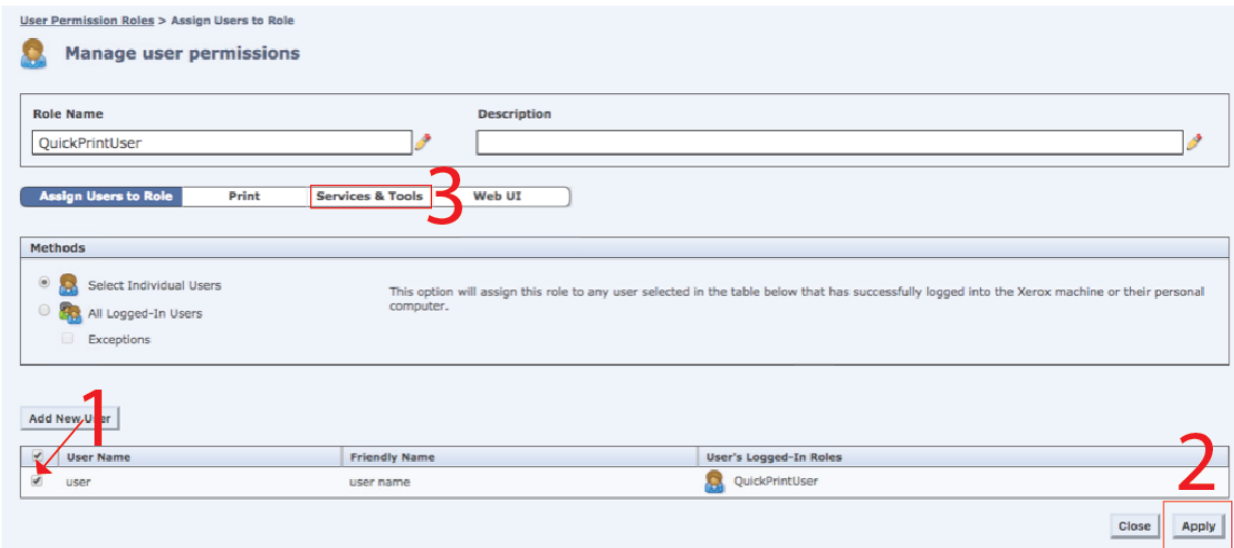 User Permission Roles > Assign Users to Role
Manage user permissions
Role Name Description
QuickPrintUser
Assign Users to Role Print Services & Tools 3 Web UI
Methods
Select Individual Users
This option will assign this role to any user selected in the table below that has successfully logged into the Xerox machine or their personal
computer.
All Logged-In Users
Exceptions
1
Add New User
User Name Friendly Name User's Logged-In Roles
user user name QuickPrintUser
2
Close Apply